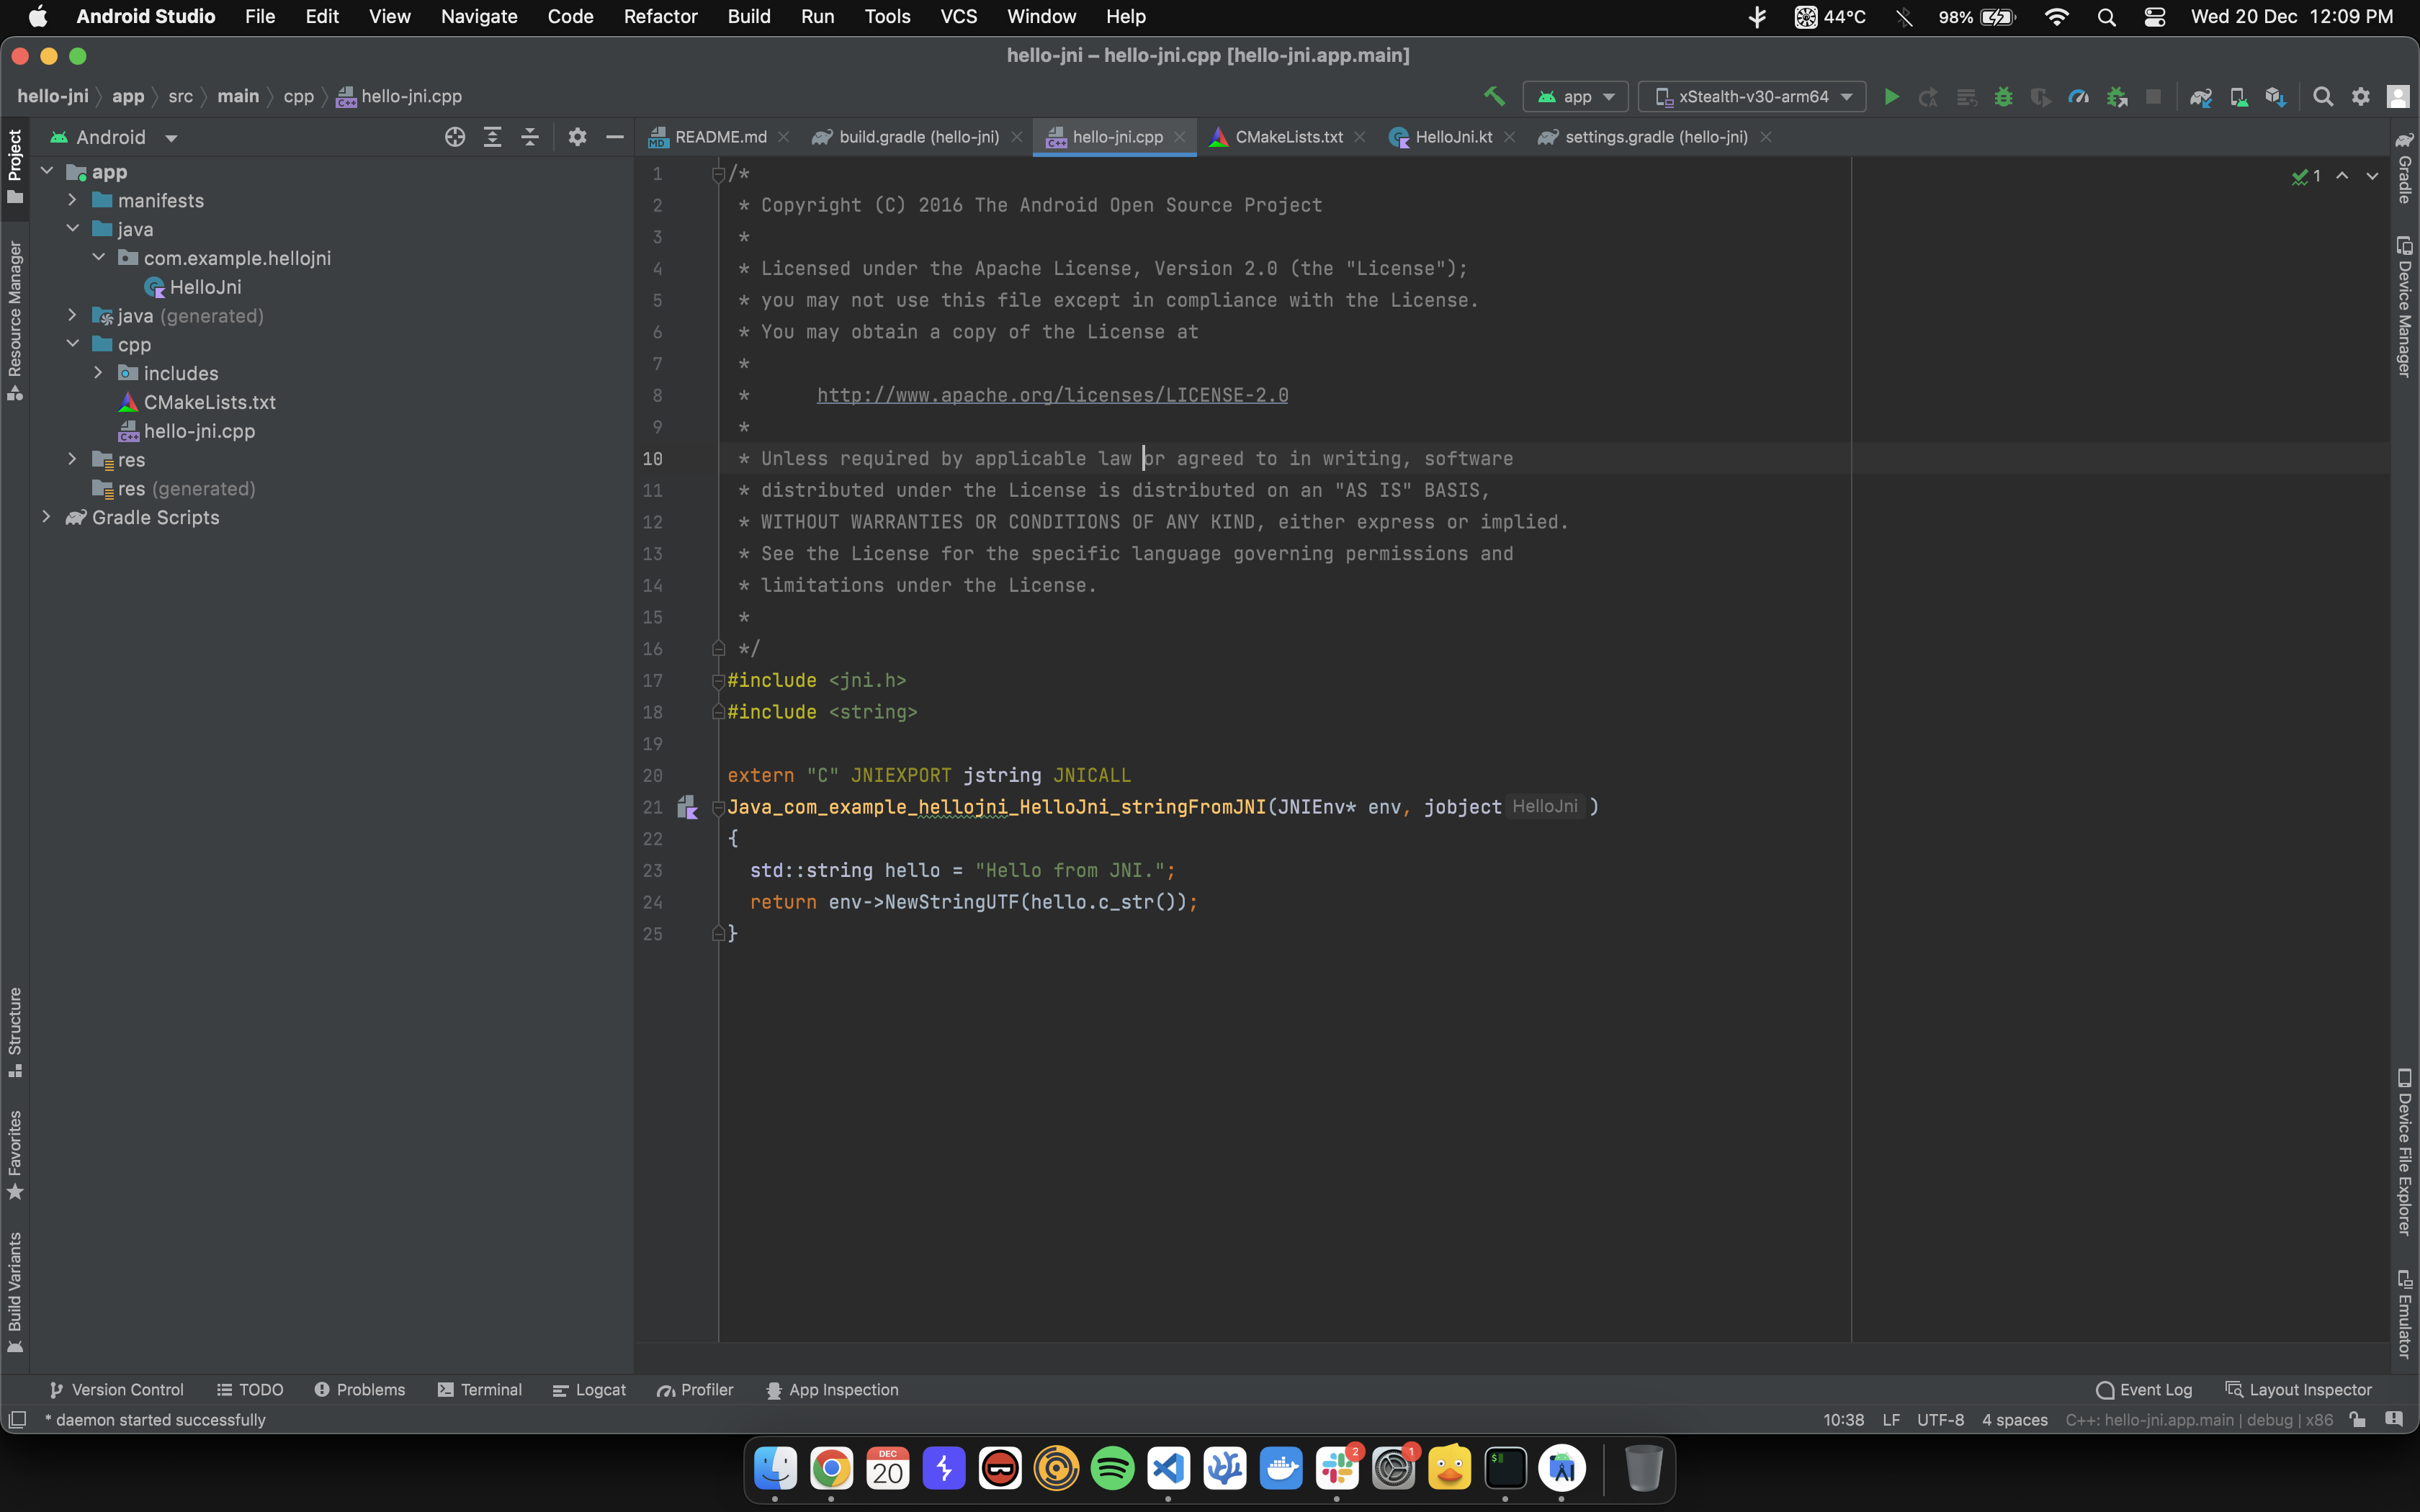 Android Studio File Edit View Navigate Code Refactor Build Run Tools VCS Window Help 44°C 98% Wed 20 Dec 12:09 PM
hello-jni – hello-jni.cpp [hello-jni.app.main]
hello-jni app src main cpp hello-jni.cpp app xStealth-v30-arm64
Android README.md build.gradle (hello-jni) hello-jni.cpp CMakeLists.txt HelloJni.kt settings.gradle (hello-jni)
Project
Resource Manager
Structure
Favorites
Build Variants
app
manifests
java
com.example.hellojni
HelloJni
java (generated)
cpp
includes
CMakeLists.txt
hello-jni.cpp
res
res (generated)
Gradle Scripts
1 /*
2 * Copyright (C) 2016 The Android Open Source Project
3 *
4 * Licensed under the Apache License, Version 2.0 (the "License");
5 * you may not use this file except in compliance with the License.
6 * You may obtain a copy of the License at
7 *
8 * http://www.apache.org/licenses/LICENSE-2.0
9 *
10 * Unless required by applicable law or agreed to in writing, software
11 * distributed under the License is distributed on an "AS IS" BASIS,
12 * WITHOUT WARRANTIES OR CONDITIONS OF ANY KIND, either express or implied.
13 * See the License for the specific language governing permissions and
14 * limitations under the License.
15 *
16 */
17 #include <jni.h>
18 #include <string>
19
20 extern "C" JNIEXPORT jstring JNICALL
21 Java_com_example_hellojni_HelloJni_stringFromJNI(JNIEnv* env, jobject HelloJni )
22 {
23 std::string hello = "Hello from JNI.";
24 return env->NewStringUTF(hello.c_str());
25 }
1
Gradle
Device Manager
Device File Explorer
Emulator
Version Control TODO Problems Terminal Logcat Profiler App Inspection Event Log Layout Inspector
* daemon started successfully 10:38 LF UTF-8 4 spaces C++: hello-jni.app.main | debug | x86
DEC
20
2
1
$